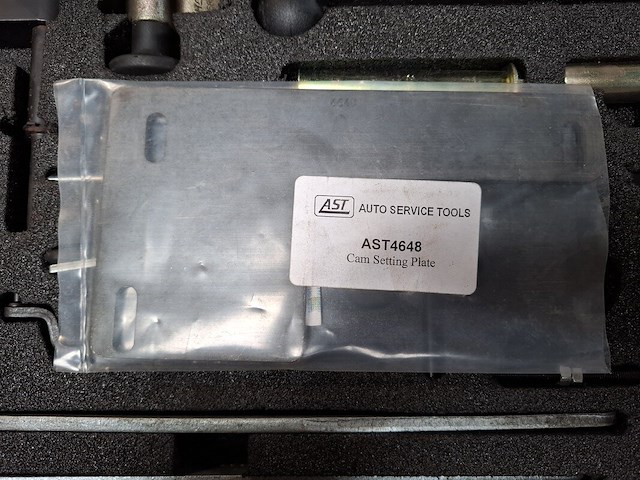 AST AUTO SERVICE TOOLS
AST4648
Cam Setting Plate